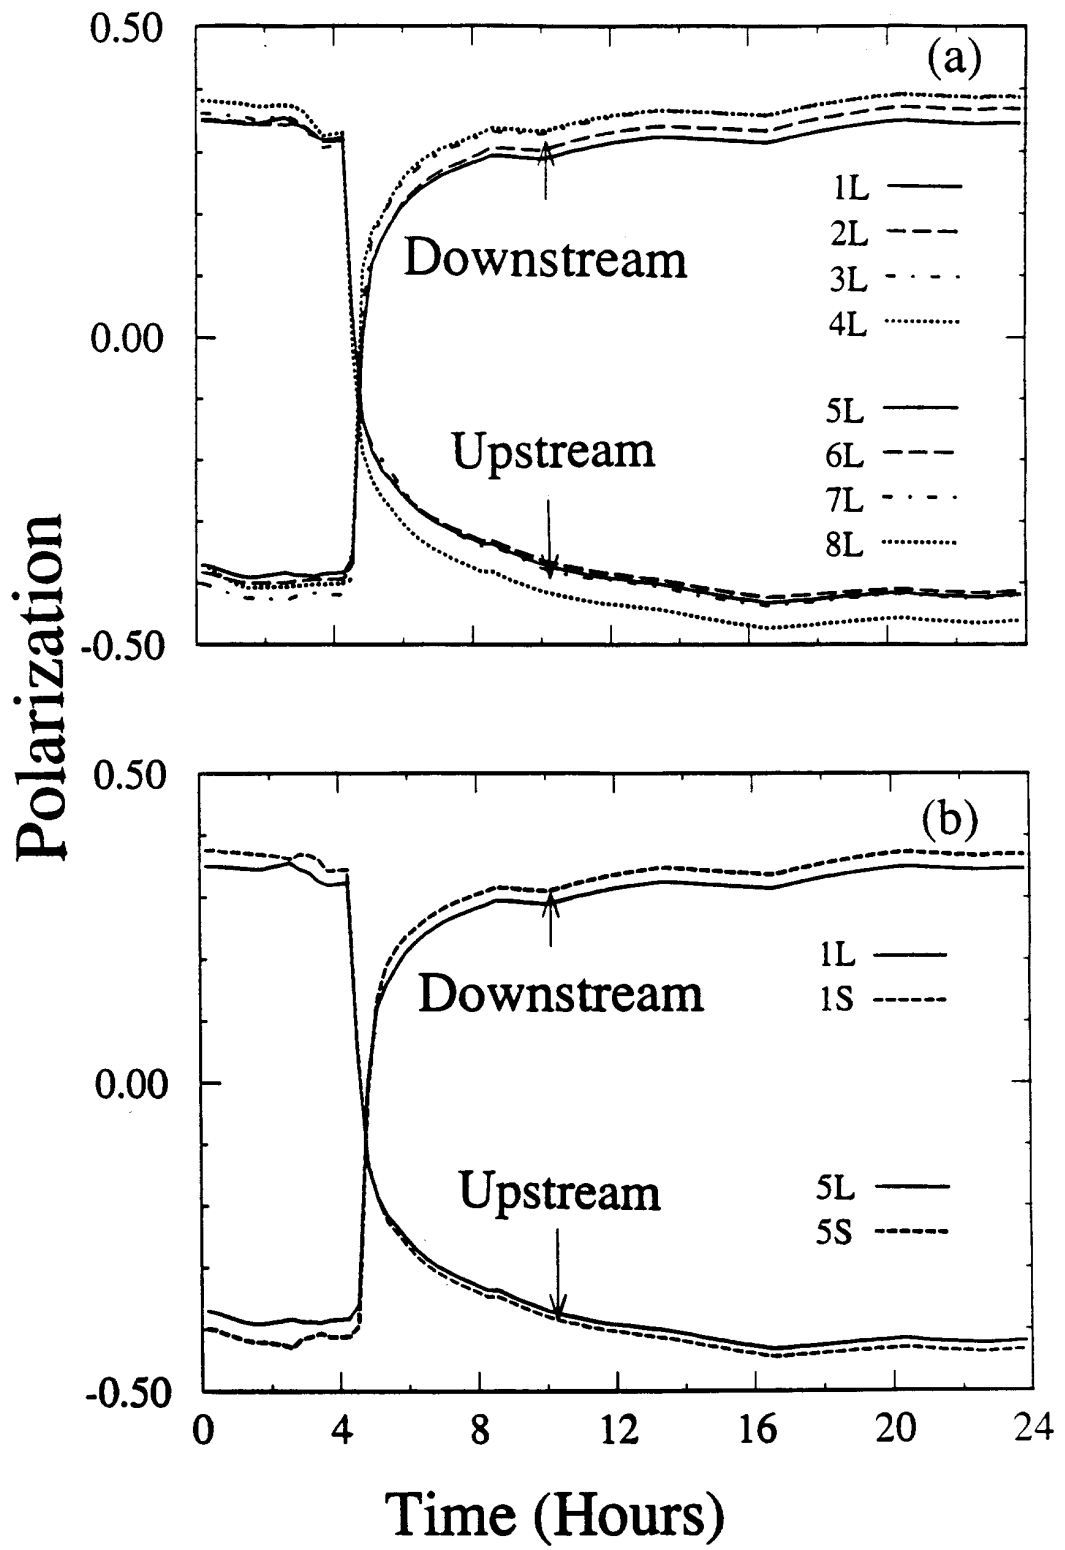 0.50
(a)
1L
2L
Downstream
3L
4L
0.00
5L
Upstream
6L
7L
8L
-0.50
Polarization
0.50
(b)
1L
Downstream
1S
0.00
Upstream
5L
5S
-0.50
0 4 8 12 16 20 24
Time (Hours)